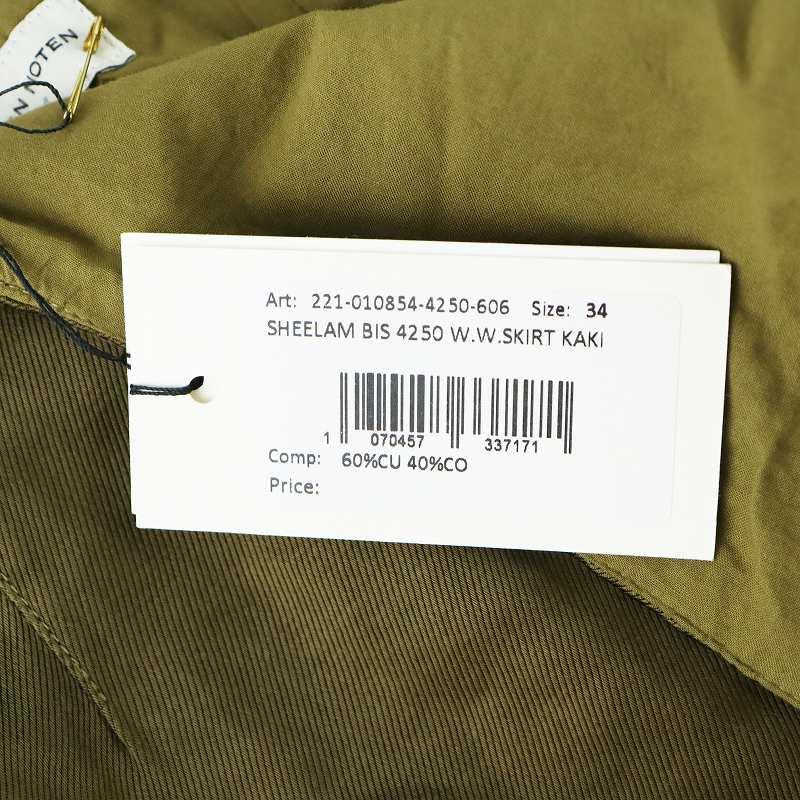 N NOTEN
Art: 221-010854-4250-606 Size: 34
SHEELAM BIS 4250 W.W.SKIRT KAKI
1 070457 337171
Comp: 60%CU 40%CO
Price: